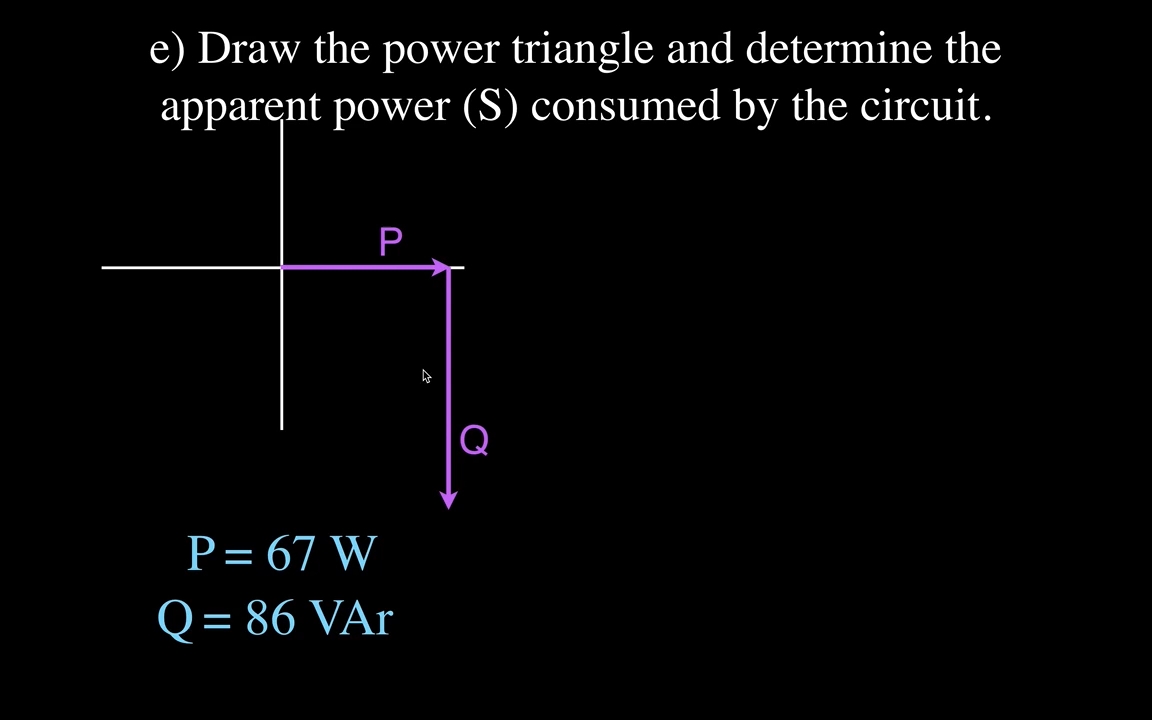 e) Draw the power triangle and determine the
apparent power (S) consumed by the circuit.
P
Q
P = 67 W
Q = 86 VAr